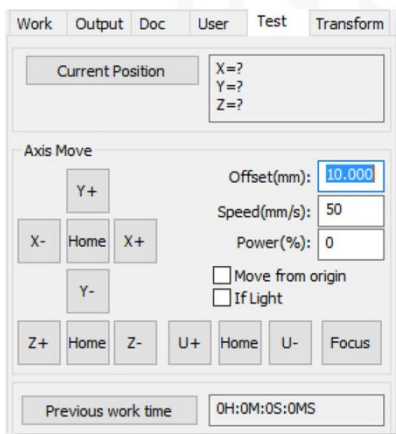 Work Output Doc User Test Transform
Current Position
X=?
Y=?
Z=?
Axis Move
Offset(mm): 10.000
Y+
Speed(mm/s): 50
X- Home X+ Power(%): 0
Move from origin
Y-
If Light
Z+ Home Z- U+ Home U- Focus
Previous work time 0H:0M:0S:0MS